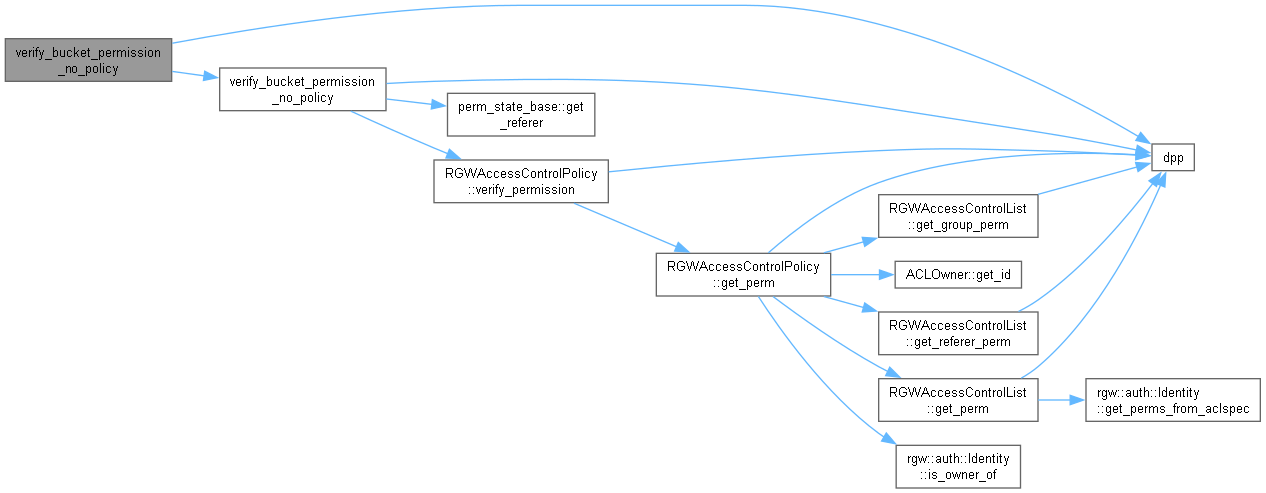 verify_bucket_permission
_no_policy
verify_bucket_permission
_no_policy
perm_state_base::get
_referer
RGWAccessControlPolicy
::verify_permission
dpp
RGWAccessControlList
::get_group_perm
RGWAccessControlPolicy
::get_perm
ACLOwner::get_id
RGWAccessControlList
::get_referer_perm
RGWAccessControlList
::get_perm
rgw::auth::Identity
::get_perms_from_aclspec
rgw::auth::Identity
::is_owner_of